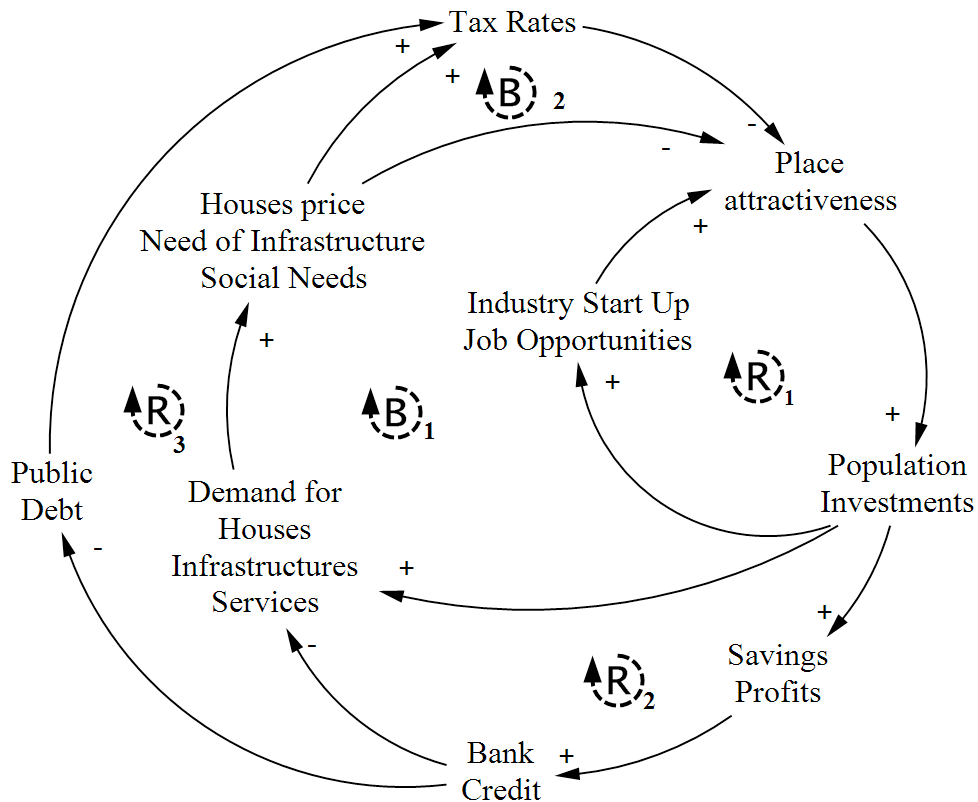 Tax Rates
+
+
B 2
-
-
Place
attractiveness
Houses price
Need of Infrastructure
Social Needs
+
Industry Start Up
Job Opportunities
+
+
R 1
R 3
B 1
+
Public
Debt
Demand for
Houses
Infrastructures
Services
Population
Investments
-
+
+
-
R 2
Savings
Profits
Bank
Credit
+